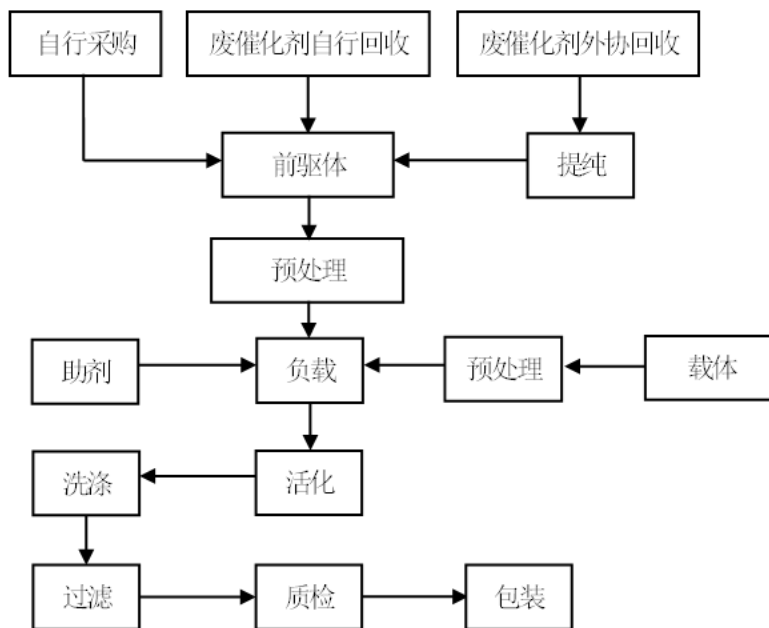 自行采购
废催化剂自行回收
废催化剂外协回收
前驱体
提纯
预处理
助剂
负载
预处理
载体
洗涤
活化
过滤
质检
包装